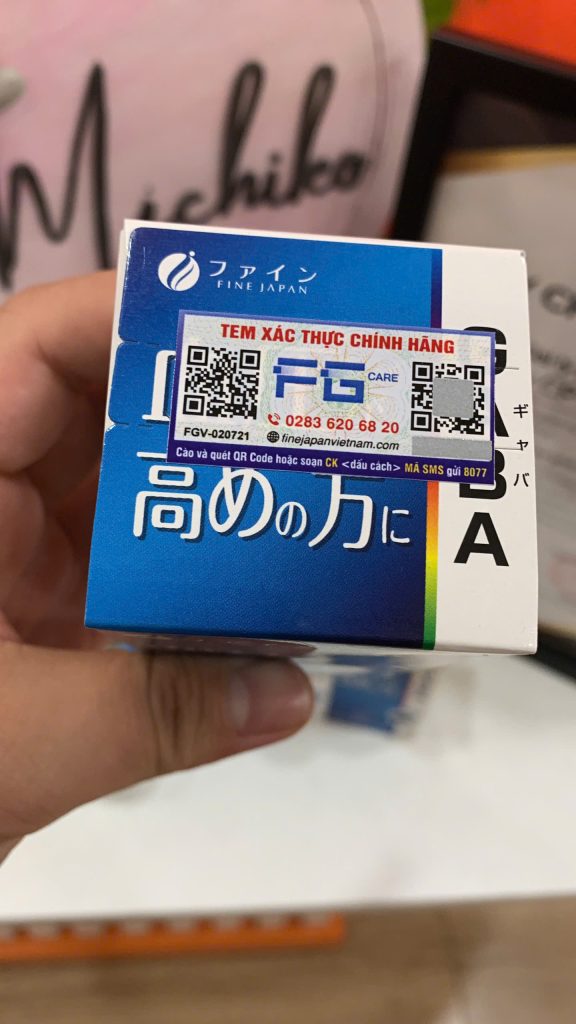 Michiko
ファイン
FINE JAPAN
TEM XÁC THỰC CHÍNH HÃNG
FG CARE
0283 620 68 20
FGV-020721
finejapanvietnam.com
Cào và quét QR Code hoặc soạn CK <dấu cách> MÃ SMS gửi 8077
高めの方に
GABA
ギャバ